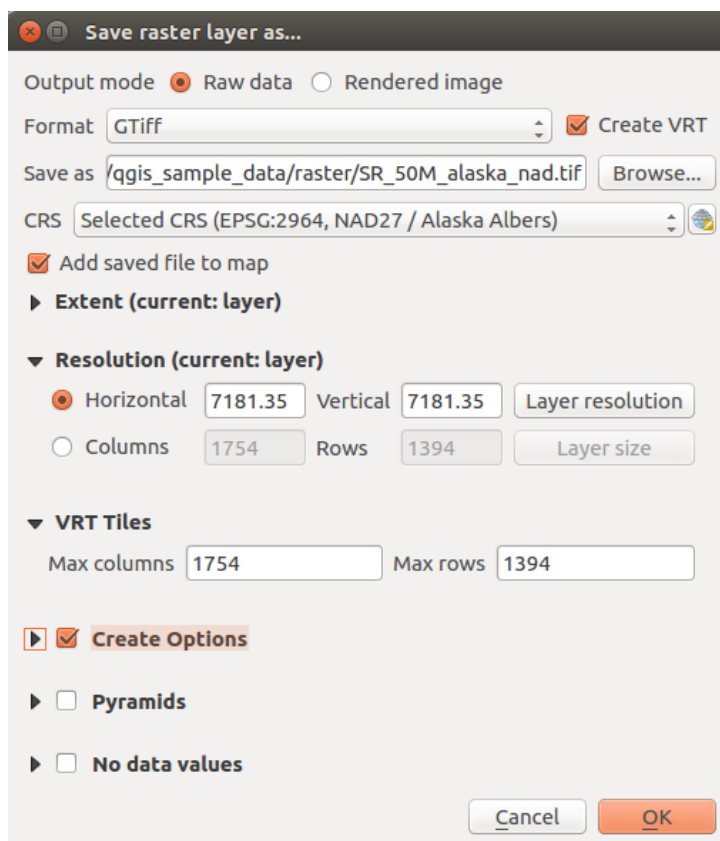 Save raster layer as...
Output mode Raw data Rendered image
Format GTiff Create VRT
Save as /qgis_sample_data/raster/SR_50M_alaska_nad.tif Browse...
CRS Selected CRS (EPSG:2964, NAD27 / Alaska Albers)
Add saved file to map
Extent (current: layer)
Resolution (current: layer)
Horizontal 7181.35 Vertical 7181.35 Layer resolution
Columns 1754 Rows 1394 Layer size
VRT Tiles
Max columns 1754 Max rows 1394
Create Options
Pyramids
No data values
Cancel OK